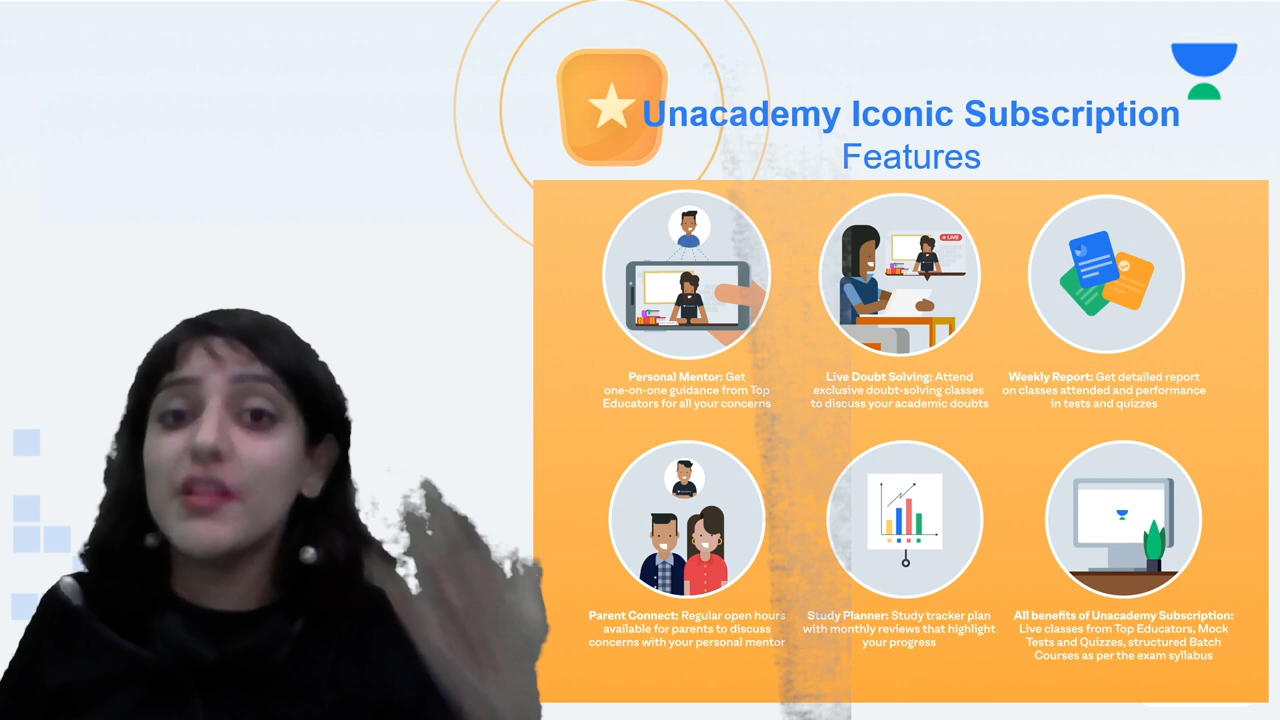 Unacademy Iconic Subscription
Features
LIVE
Personal Mentor: Get
one-on-one guidance from Top
Educators for all your concerns
Live Doubt Solving: Attend
exclusive doubt-solving classes
to discuss your academic doubts
Weekly Report: Get detailed report
on classes attended and performance
in tests and quizzes
Parent Connect: Regular open hours
available for parents to discuss
concerns with your personal mentor
Study Planner: Study tracker plan
with monthly reviews that highlight
your progress
All benefits of Unacademy Subscription:
Live classes from Top Educators, Mock
Tests and Quizzes, structured Batch
Courses as per the exam syllabus